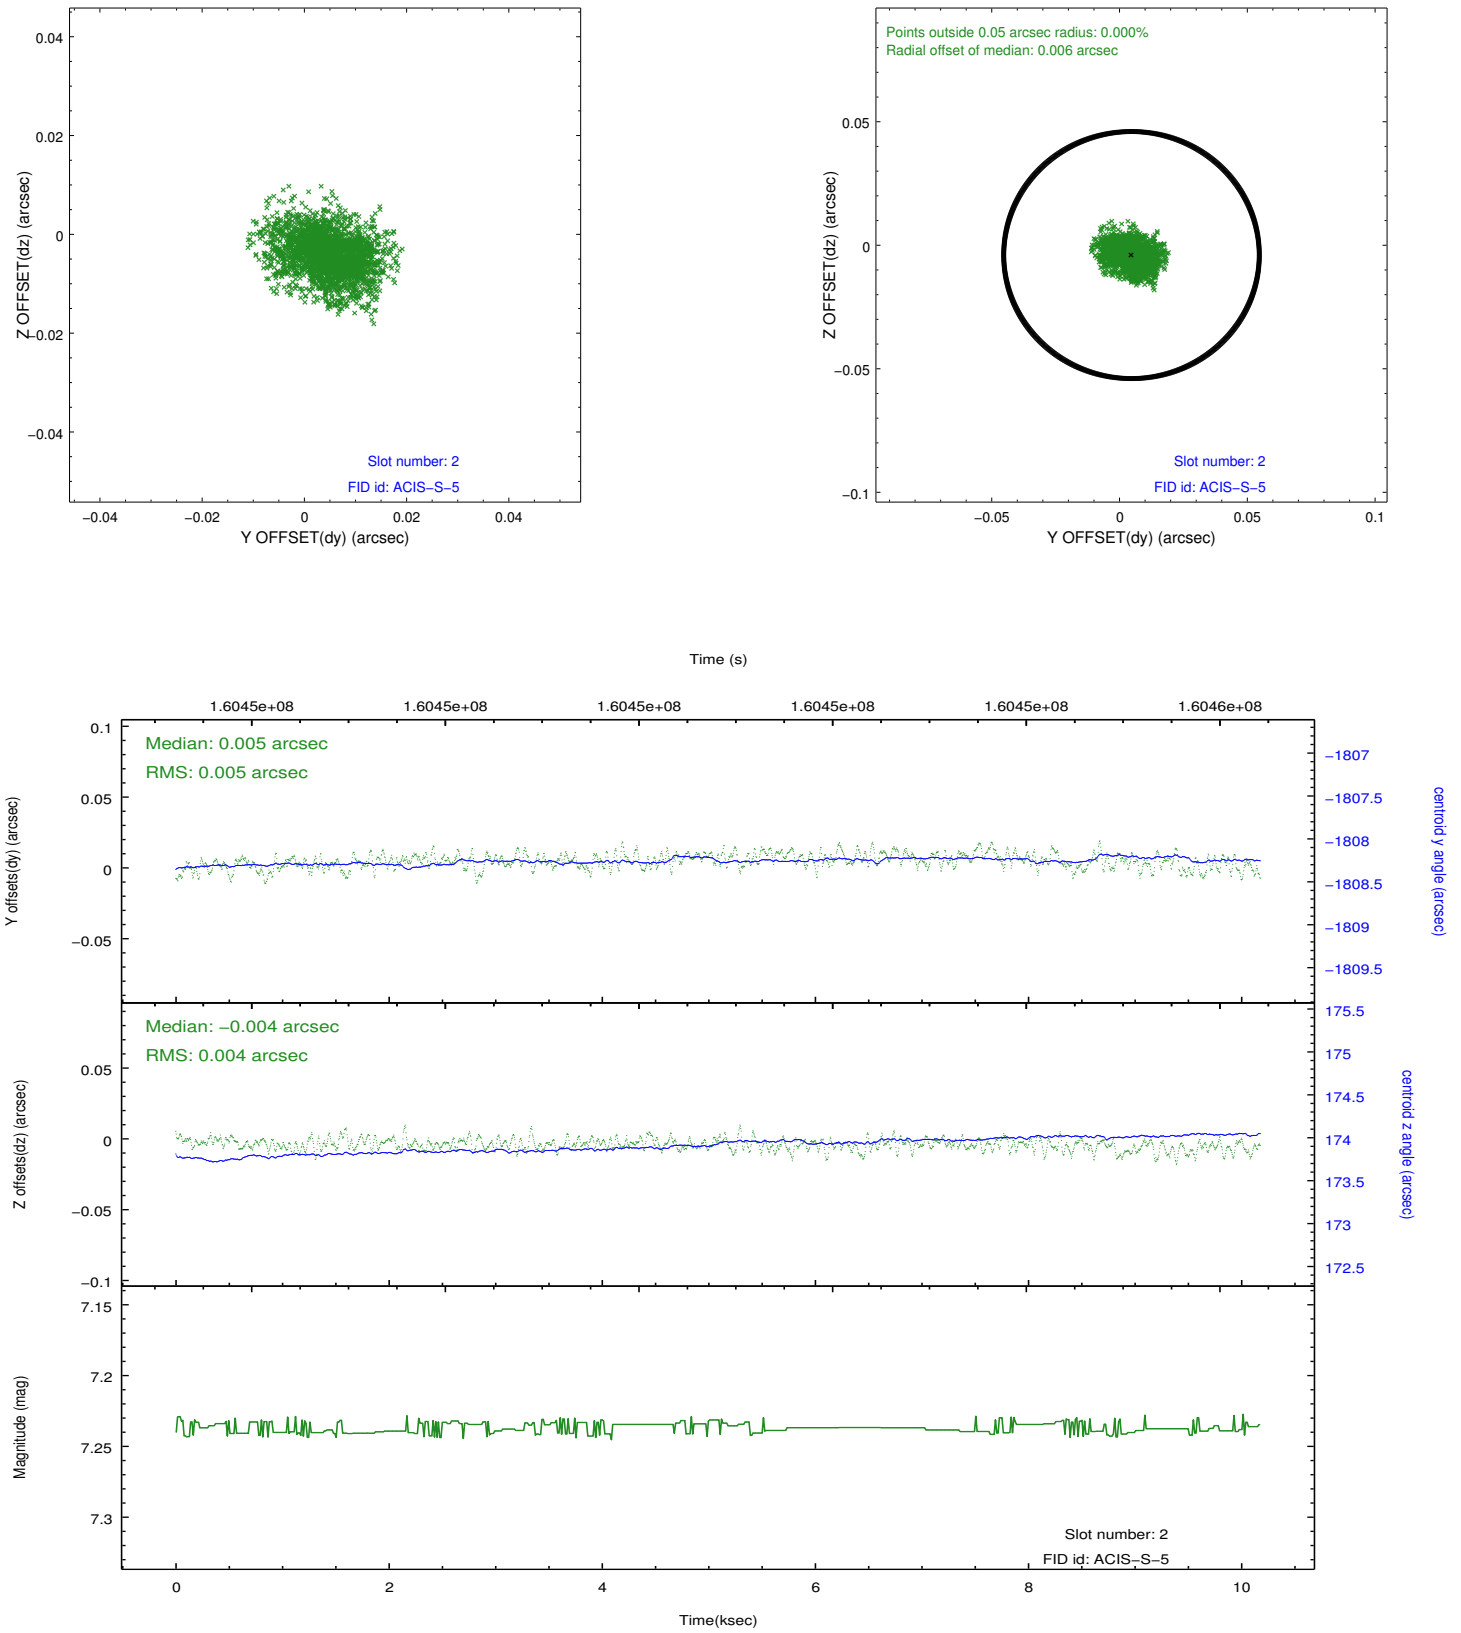 0.04
0.02
0
−0.02
−0.04
Z OFFSET(dz) (arcsec)
Slot number: 2
FID id: ACIS−S−5
−0.04 −0.02 0 0.02 0.04
Y OFFSET(dy) (arcsec)
Points outside 0.05 arcsec radius: 0.000%
Radial offset of median: 0.006 arcsec
0.05
0
−0.05
−0.1
Z OFFSET(dz) (arcsec)
Slot number: 2
FID id: ACIS−S−5
−0.05 0 0.05 0.1
Y OFFSET(dy) (arcsec)
Time (s)
1.6045e+08 1.6045e+08 1.6045e+08 1.6045e+08 1.6045e+08 1.6046e+08
Median: 0.005 arcsec
RMS: 0.005 arcsec
0.1
0.05
0
−0.05
Y offsets(dy) (arcsec)
−1807
−1807.5
−1808
−1808.5
−1809
−1809.5
centroid y angle (arcsec)
Median: −0.004 arcsec
RMS: 0.004 arcsec
0.05
0
−0.05
−0.1
Z offsets(dz) (arcsec)
175.5
175
174.5
174
173.5
173
172.5
centroid z angle (arcsec)
7.15
7.2
7.25
7.3
Magnitude (mag)
Slot number: 2
FID id: ACIS−S−5
0 2 4 6 8 10
Time(ksec)